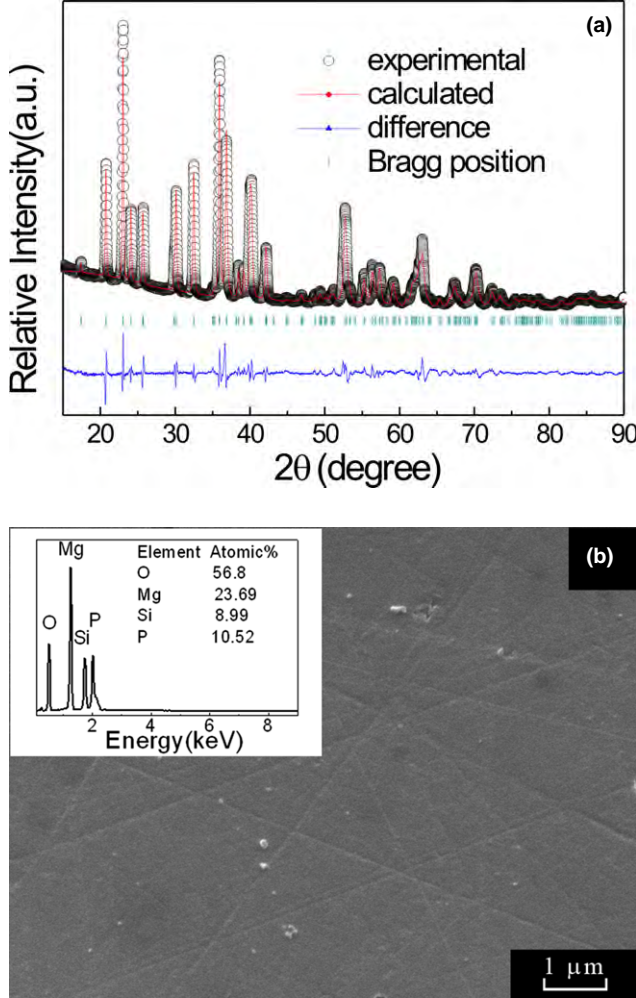 (a)
Relative Intensity(a.u.)
experimental
calculated
difference
Bragg position
20 30 40 50 60 70 80 90
2θ (degree)
(b)
Mg
O
Si
P
Element Atomic%
O 56.8
Mg 23.69
Si 8.99
P 10.52
2 4 6 8
Energy(keV)
1 μm